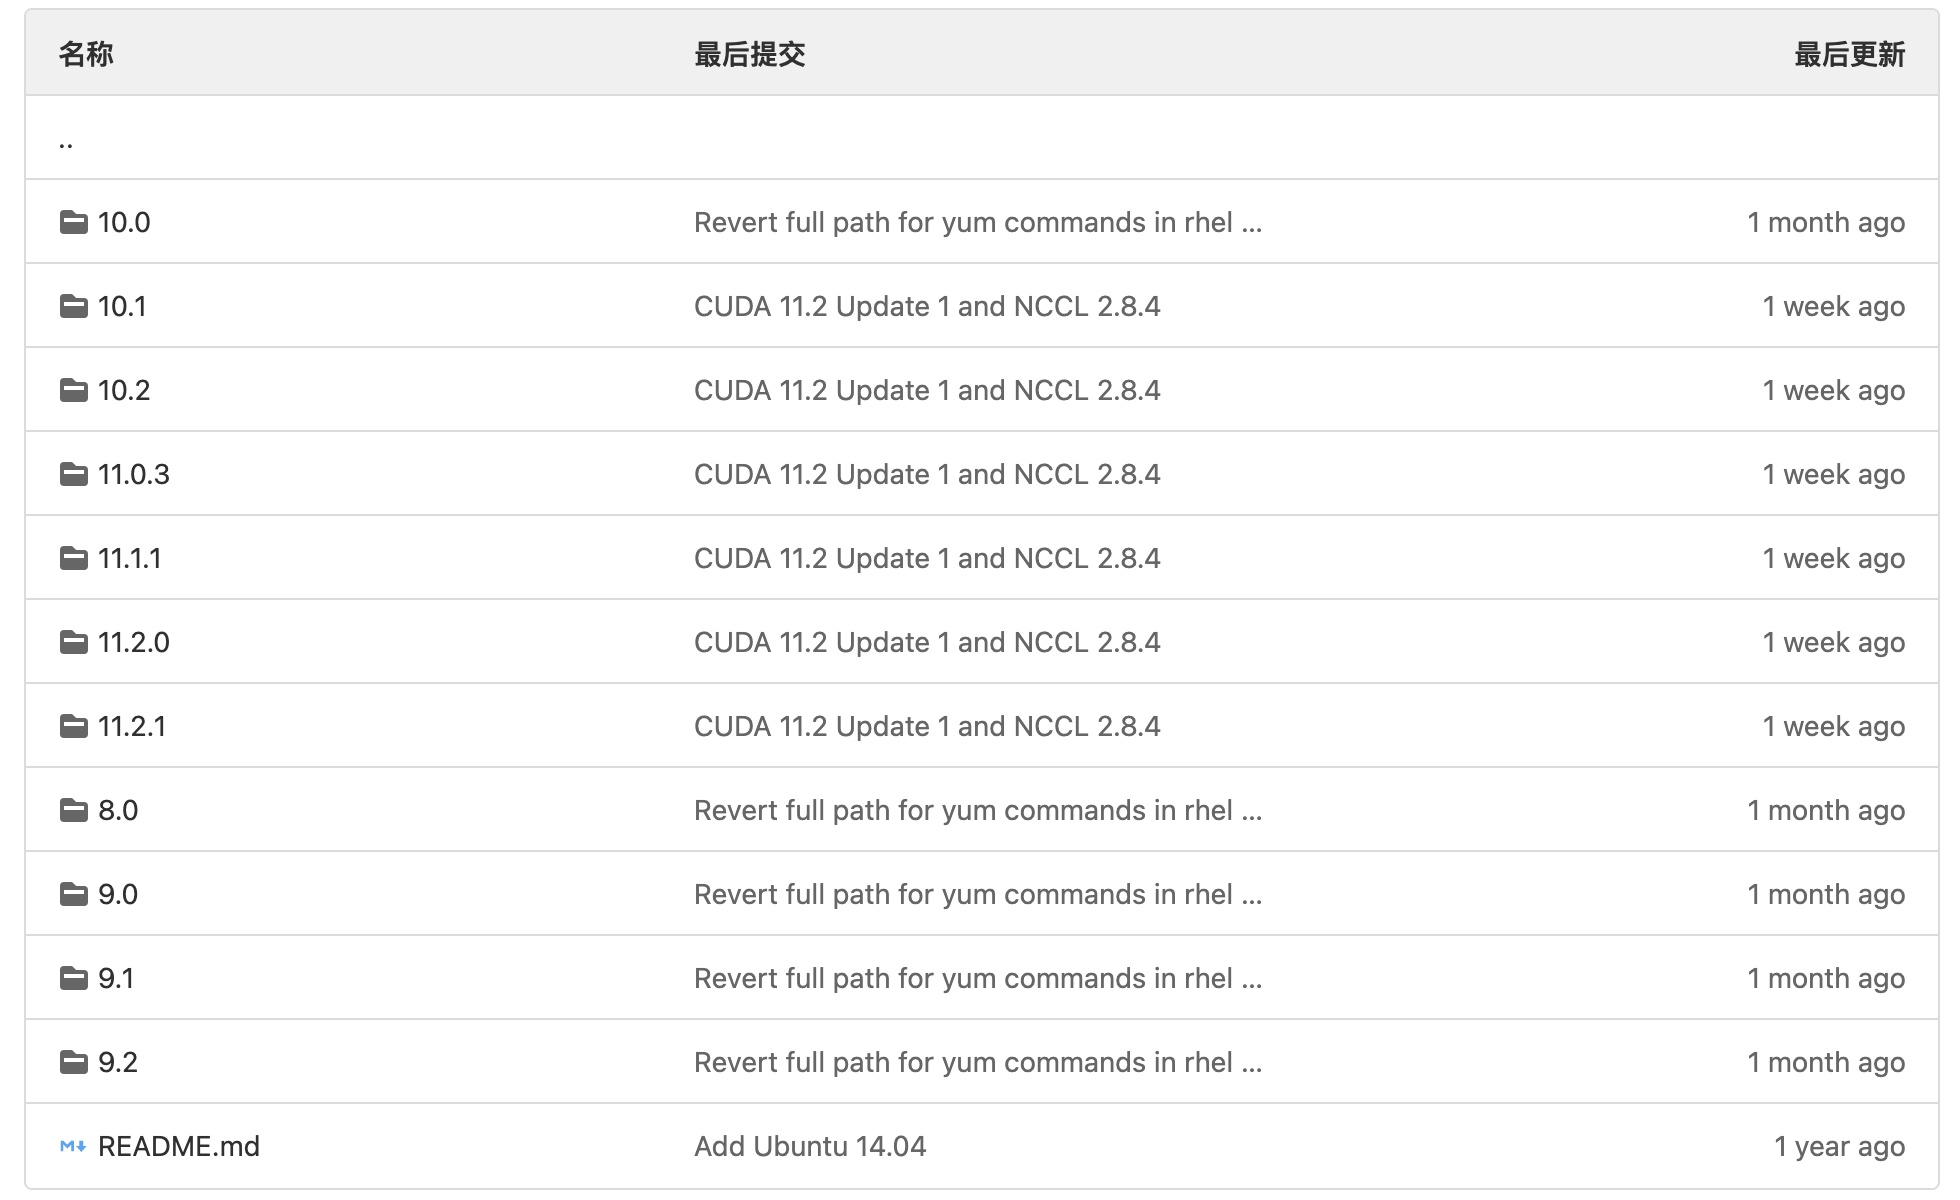 名称 最后提交 最后更新
..
10.0 Revert full path for yum commands in rhel ... 1 month ago
10.1 CUDA 11.2 Update 1 and NCCL 2.8.4 1 week ago
10.2 CUDA 11.2 Update 1 and NCCL 2.8.4 1 week ago
11.0.3 CUDA 11.2 Update 1 and NCCL 2.8.4 1 week ago
11.1.1 CUDA 11.2 Update 1 and NCCL 2.8.4 1 week ago
11.2.0 CUDA 11.2 Update 1 and NCCL 2.8.4 1 week ago
11.2.1 CUDA 11.2 Update 1 and NCCL 2.8.4 1 week ago
8.0 Revert full path for yum commands in rhel ... 1 month ago
9.0 Revert full path for yum commands in rhel ... 1 month ago
9.1 Revert full path for yum commands in rhel ... 1 month ago
9.2 Revert full path for yum commands in rhel ... 1 month ago
README.md Add Ubuntu 14.04 1 year ago